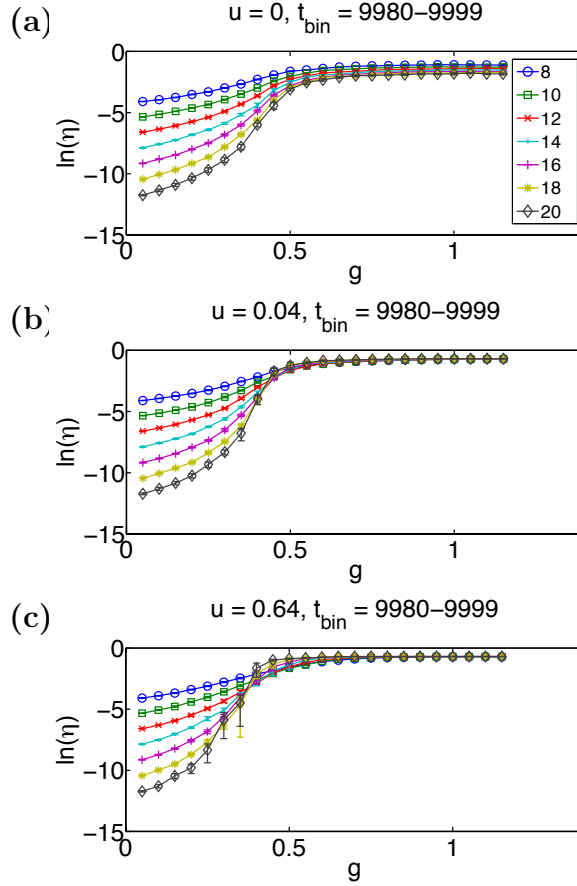 (a)
u = 0, t_bin = 9980−9999
0
−5
−10
−15
ln(η)
0
0.5
1
g
8
10
12
14
16
18
20
(b)
u = 0.04, t_bin = 9980−9999
0
−5
−10
−15
ln(η)
0
0.5
1
g
(c)
u = 0.64, t_bin = 9980−9999
0
−5
−10
−15
ln(η)
0
0.5
1
g